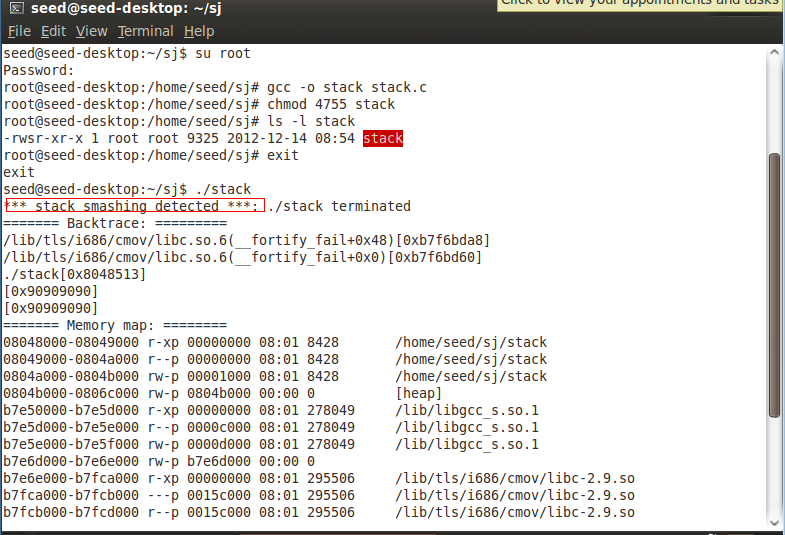 Click to view your appointments and tasks
seed@seed-desktop: ~/sj
File Edit View Terminal Help
seed@seed-desktop:~/sj$ su root
Password:
root@seed-desktop:/home/seed/sj# gcc -o stack stack.c
root@seed-desktop:/home/seed/sj# chmod 4755 stack
root@seed-desktop:/home/seed/sj# ls -l stack
-rwsr-xr-x 1 root root 9325 2012-12-14 08:54 stack
root@seed-desktop:/home/seed/sj# exit
exit
seed@seed-desktop:~/sj$ ./stack
*** stack smashing detected ***: ./stack terminated
======= Backtrace: =========
/lib/tls/i686/cmov/libc.so.6(__fortify_fail+0x48)[0xb7f6bda8]
/lib/tls/i686/cmov/libc.so.6(__fortify_fail+0x0)[0xb7f6bd60]
./stack[0x8048513]
[0x90909090]
[0x90909090]
======= Memory map: ========
08048000-08049000 r-xp 00000000 08:01 8428       /home/seed/sj/stack
08049000-0804a000 r--p 00000000 08:01 8428       /home/seed/sj/stack
0804a000-0804b000 rw-p 00001000 08:01 8428       /home/seed/sj/stack
0804b000-0806c000 rw-p 0804b000 00:00 0          [heap]
b7e50000-b7e5d000 r-xp 00000000 08:01 278049     /lib/libgcc_s.so.1
b7e5d000-b7e5e000 r--p 0000c000 08:01 278049     /lib/libgcc_s.so.1
b7e5e000-b7e5f000 rw-p 0000d000 08:01 278049     /lib/libgcc_s.so.1
b7e6d000-b7e6e000 rw-p b7e6d000 00:00 0
b7e6e000-b7fca000 r-xp 00000000 08:01 295506     /lib/tls/i686/cmov/libc-2.9.so
b7fca000-b7fcb000 ---p 0015c000 08:01 295506     /lib/tls/i686/cmov/libc-2.9.so
b7fcb000-b7fcd000 r--p 0015c000 08:01 295506     /lib/tls/i686/cmov/libc-2.9.so